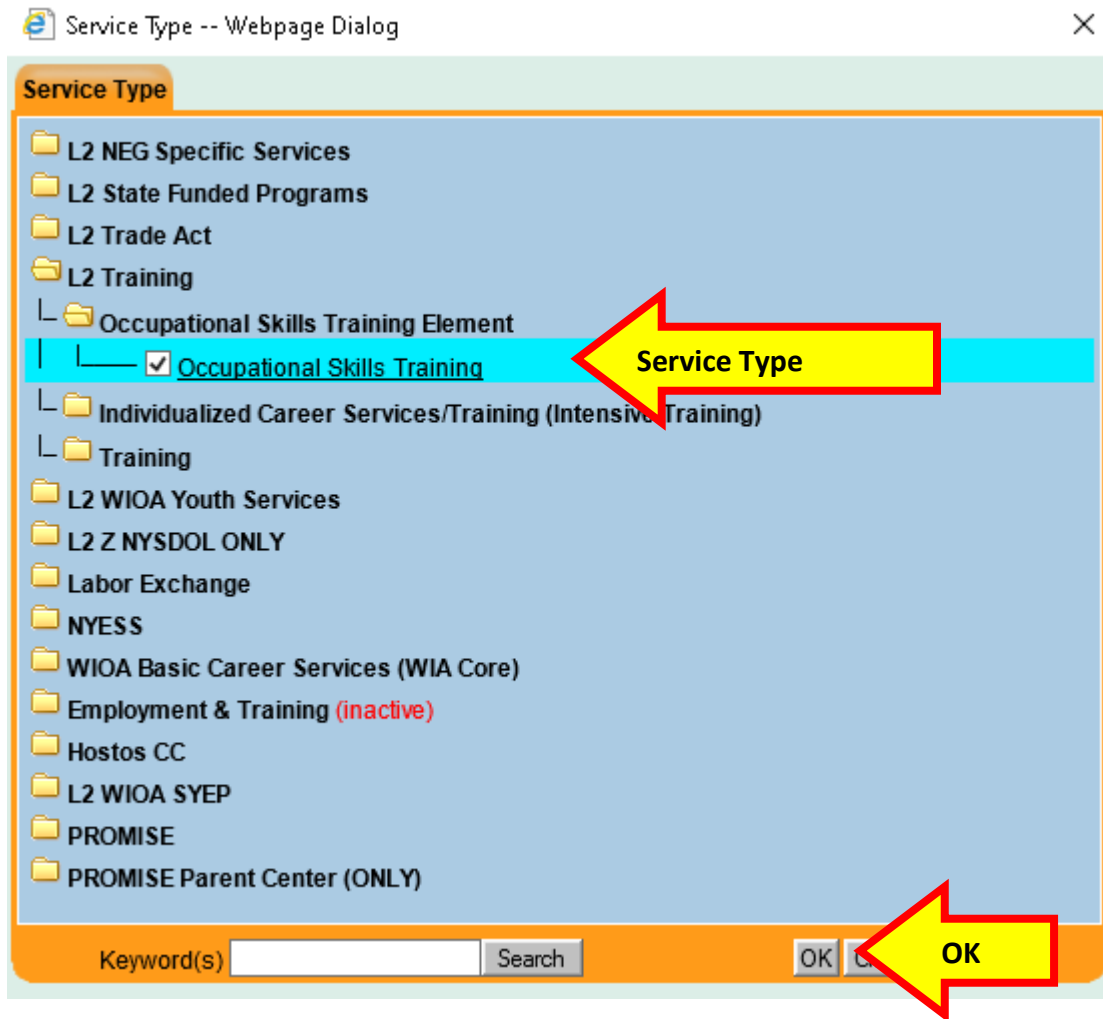 Service Type -- Webpage Dialog
Service Type
L2 NEG Specific Services
L2 State Funded Programs
L2 Trade Act
L2 Training
Occupational Skills Training Element
Occupational Skills Training
Service Type
Individualized Career Services/Training (Intensive Training)
Training
L2 WIOA Youth Services
L2 Z NYSDOL ONLY
Labor Exchange
NYESS
WIOA Basic Career Services (WIA Core)
Employment & Training (inactive)
Hostos CC
L2 WIOA SYEP
PROMISE
PROMISE Parent Center (ONLY)
Keyword(s) Search OK OK